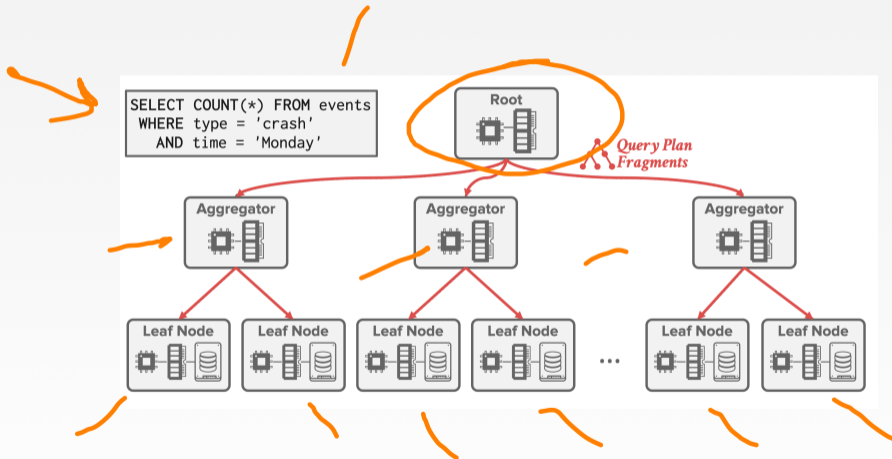 SELECT COUNT(*) FROM events
WHERE type = 'crash'
AND time = 'Monday'
Root
Query Plan
Fragments
Aggregator
Aggregator
Aggregator
Leaf Node
Leaf Node
Leaf Node
Leaf Node
...
Leaf Node
Leaf Node